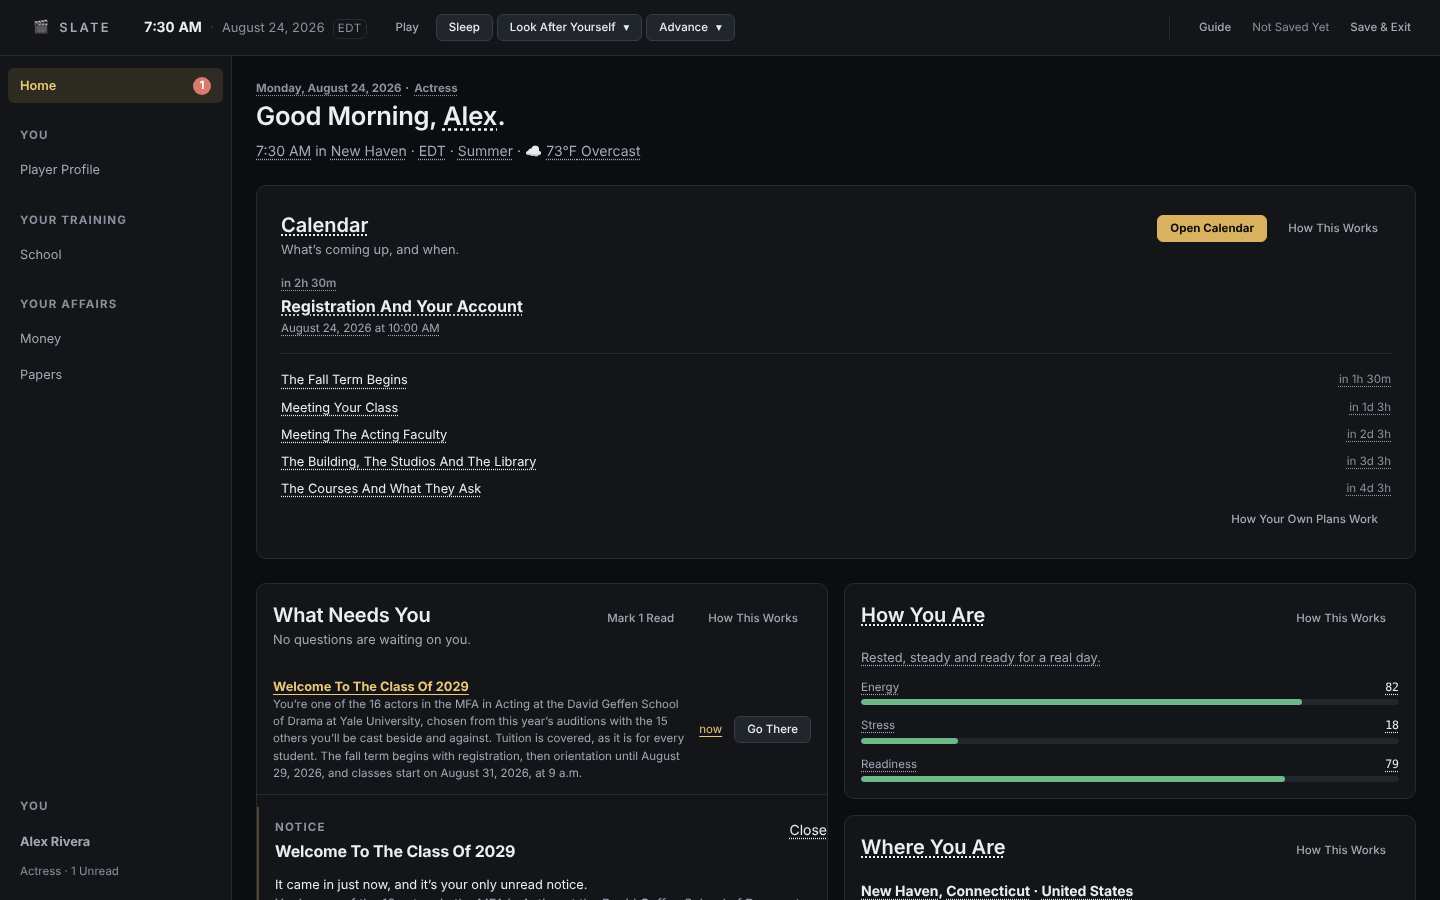 SLATE
7:30 AM · August 24, 2026 EDT
Play
Sleep
Look After Yourself ▾
Advance ▾
Guide
Not Saved Yet
Save & Exit
Home
1
YOU
Player Profile
YOUR TRAINING
School
YOUR AFFAIRS
Money
Papers
YOU
Alex Rivera
Actress · 1 Unread
Monday, August 24, 2026 · Actress
Good Morning, Alex.
7:30 AM in New Haven · EDT · Summer · ☁️ 73°F Overcast
Calendar
What's coming up, and when.
Open Calendar
How This Works
in 2h 30m
Registration And Your Account
August 24, 2026 at 10:00 AM
The Fall Term Begins in 1h 30m
Meeting Your Class in 1d 3h
Meeting The Acting Faculty in 2d 3h
The Building, The Studios And The Library in 3d 3h
The Courses And What They Ask in 4d 3h
How Your Own Plans Work
What Needs You
No questions are waiting on you.
Mark 1 Read
How This Works
Welcome To The Class Of 2029
You're one of the 16 actors in the MFA in Acting at the David Geffen School
of Drama at Yale University, chosen from this year's auditions with the 15
others you'll be cast beside and against. Tuition is covered, as it is for every
student. The fall term begins with registration, then orientation until August
29, 2026, and classes start on August 31, 2026, at 9 a.m.
now
Go There
NOTICE
Close
Welcome To The Class Of 2029
It came in just now, and it's your only unread notice.
How You Are
How This Works
Rested, steady and ready for a real day.
Energy 82
Stress 18
Readiness 79
Where You Are
How This Works
New Haven, Connecticut · United States